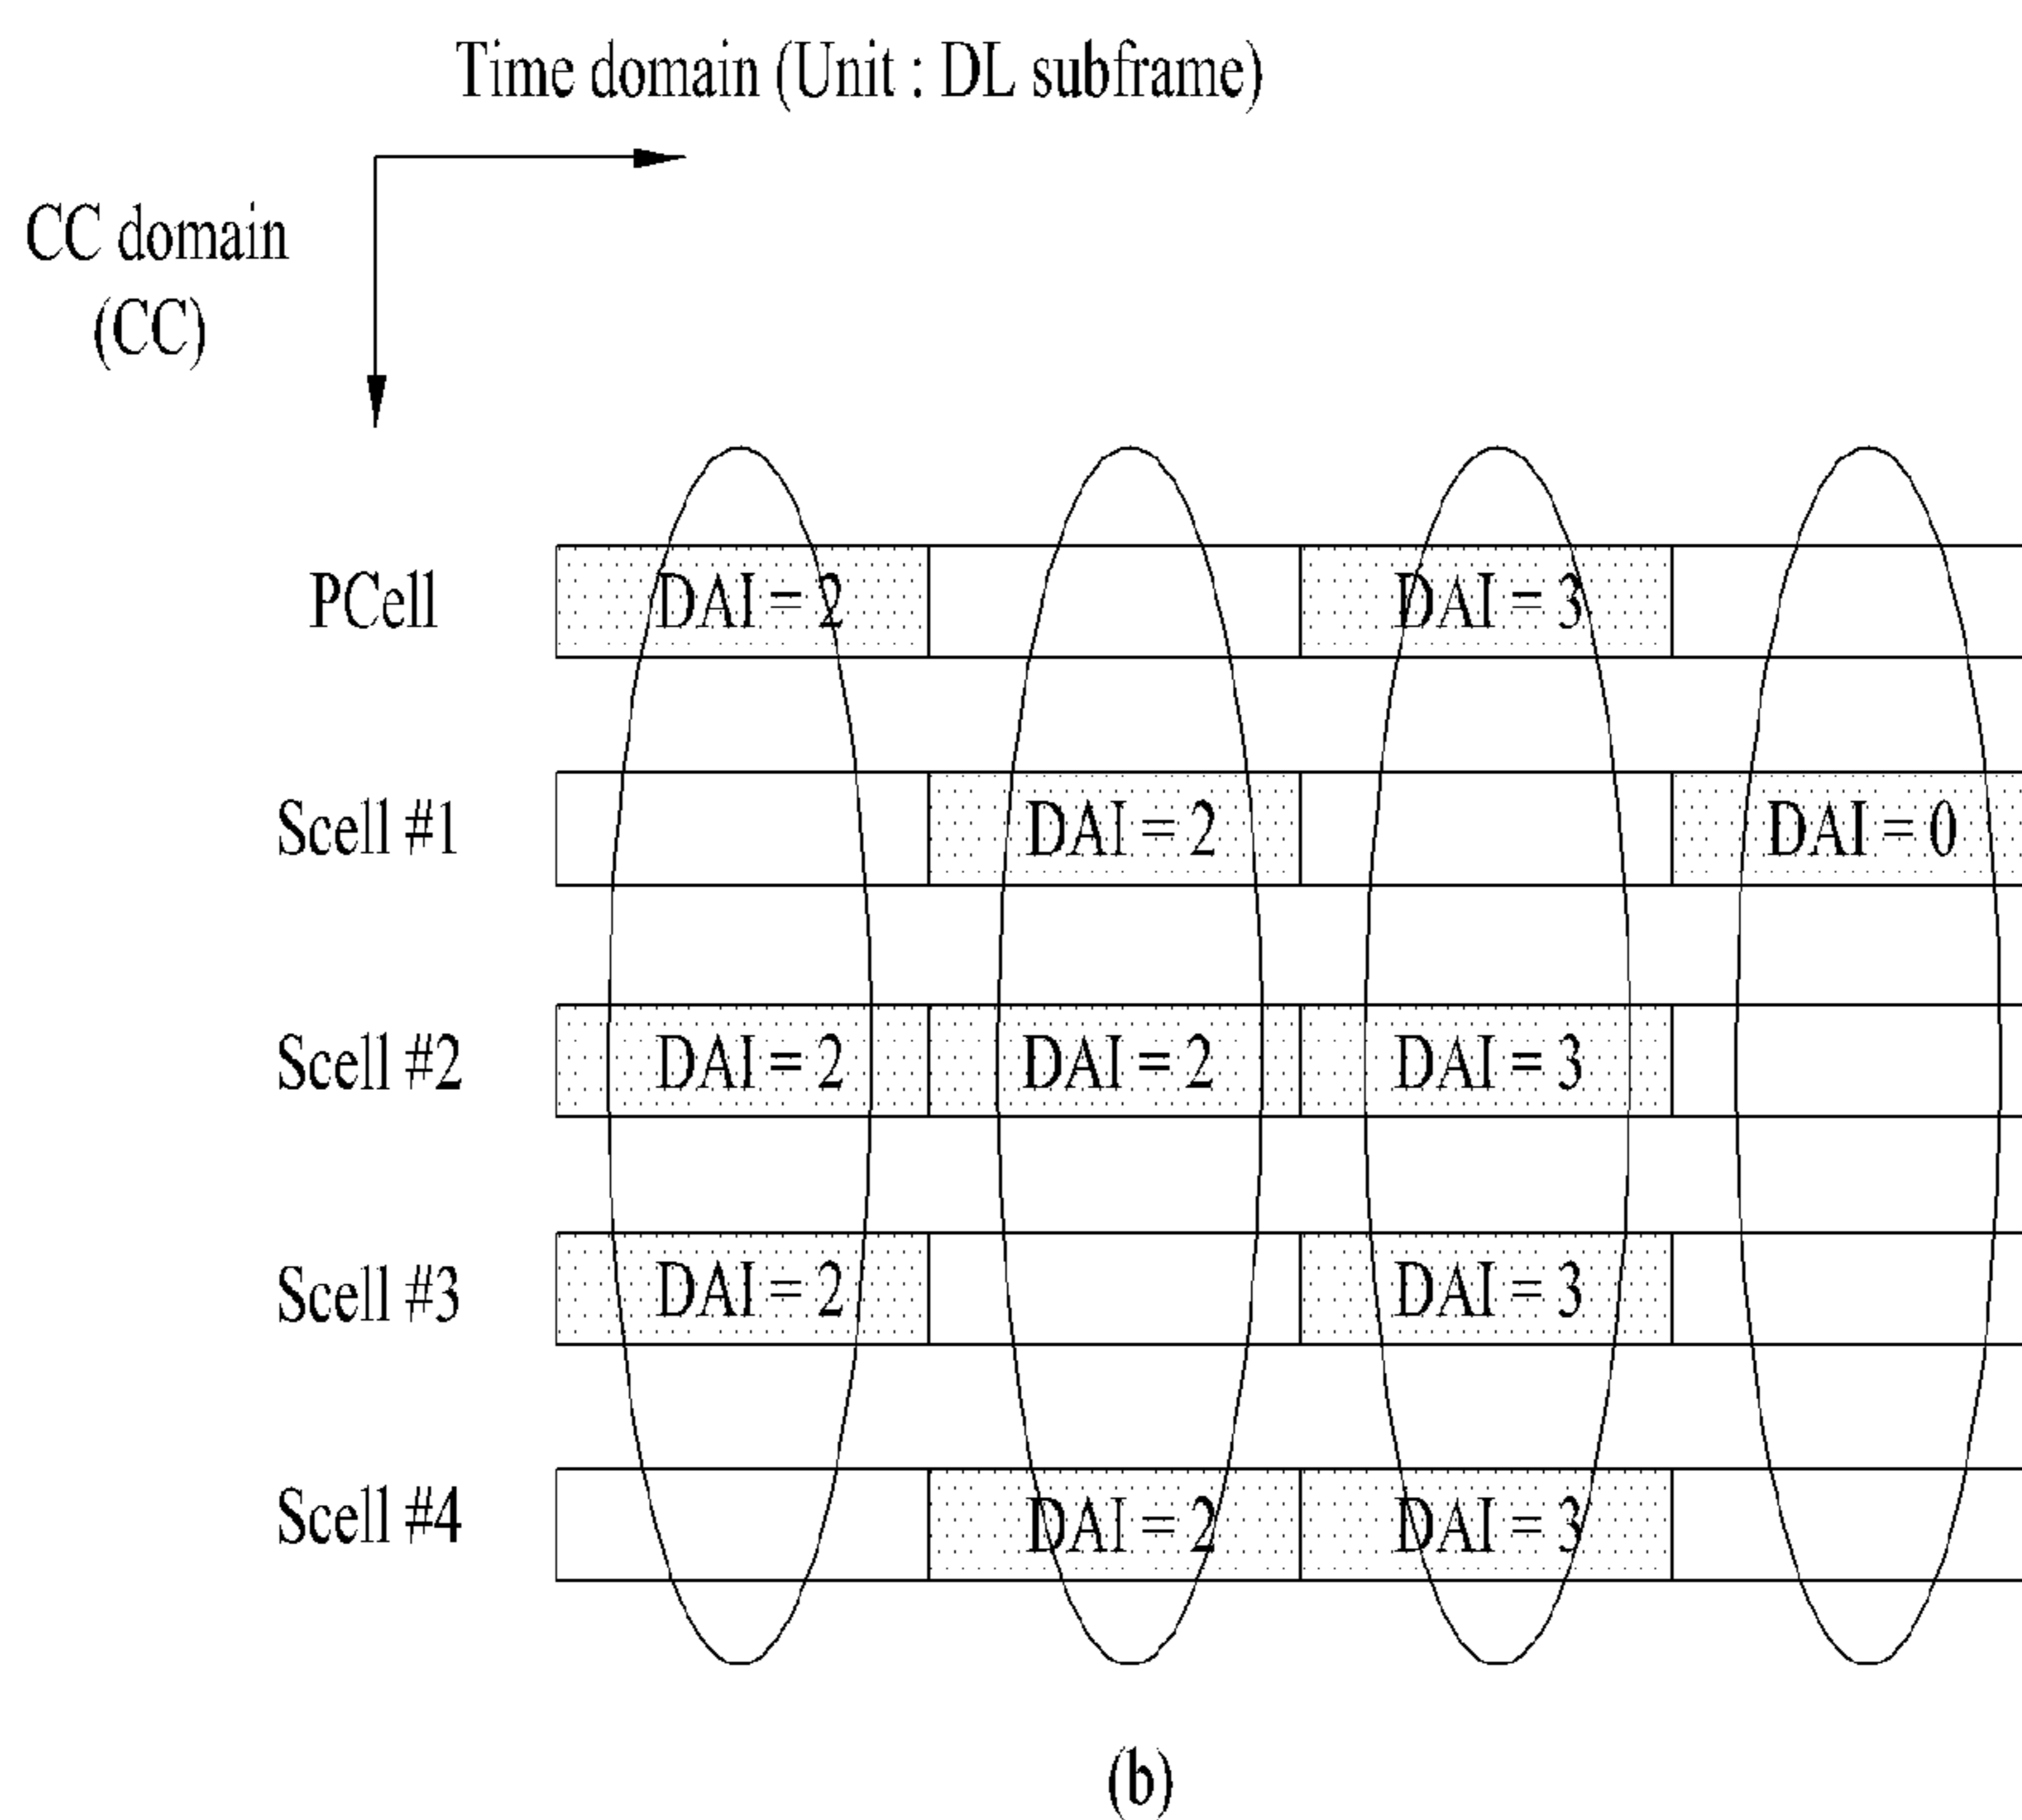 Time domain (Unit : DL subframe)
CC domain
(CC)
PCell DAI = 2 DAI = 3
Scell #1 DAI = 2 DAI = 0
Scell #2 DAI = 2 DAI = 2 DAI = 3
Scell #3 DAI = 2 DAI = 3
Scell #4 DAI = 2 DAI = 3
(b)